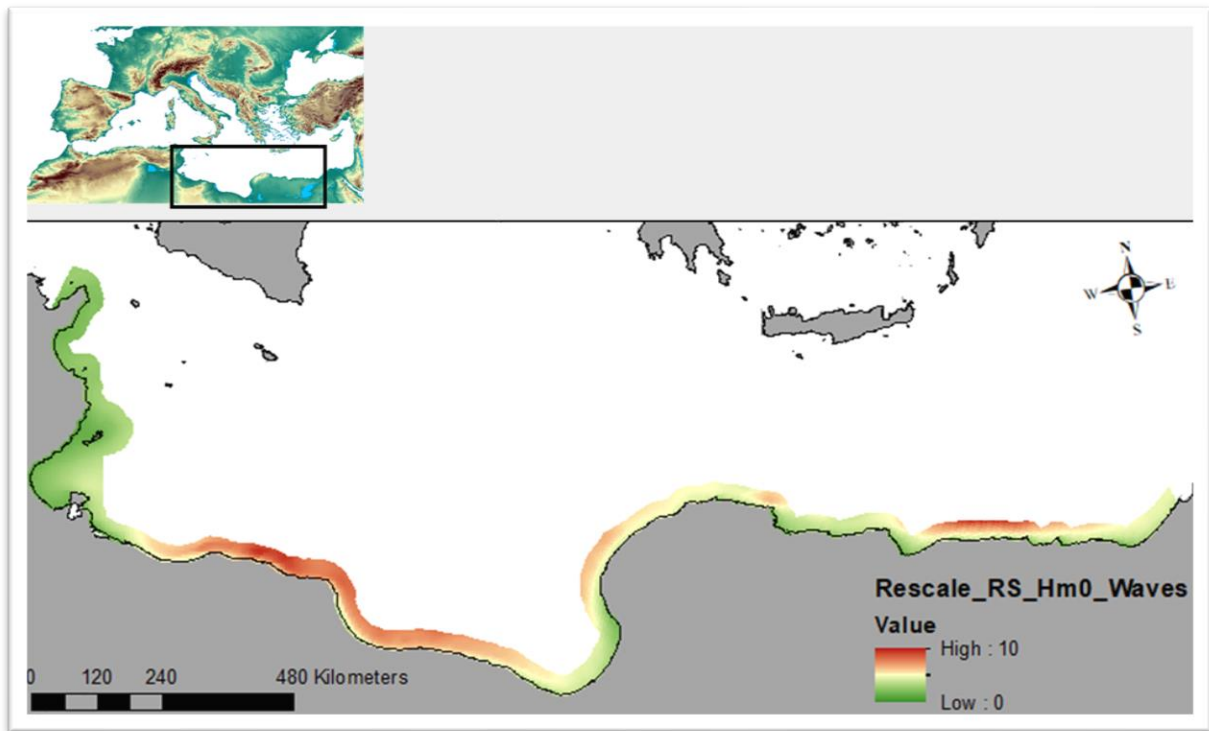 N
W E
S
Rescale_RS_Hm0_Waves
Value
High : 10
Low : 0
0 120 240 480 Kilometers